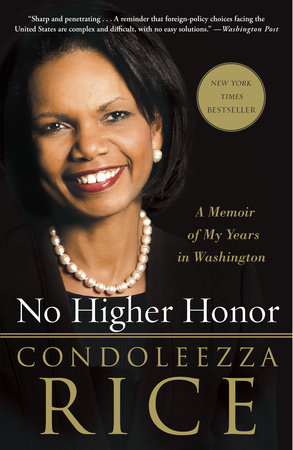 “Sharp and penetrating . . . A reminder that foreign-policy choices facing the
United States are complex and difficult, with no easy solutions.” —Washington Post
NEW YORK
TIMES
BESTSELLER
A Memoir
of My Years
in Washington
No Higher Honor
CONDOLEEZZA
RICE